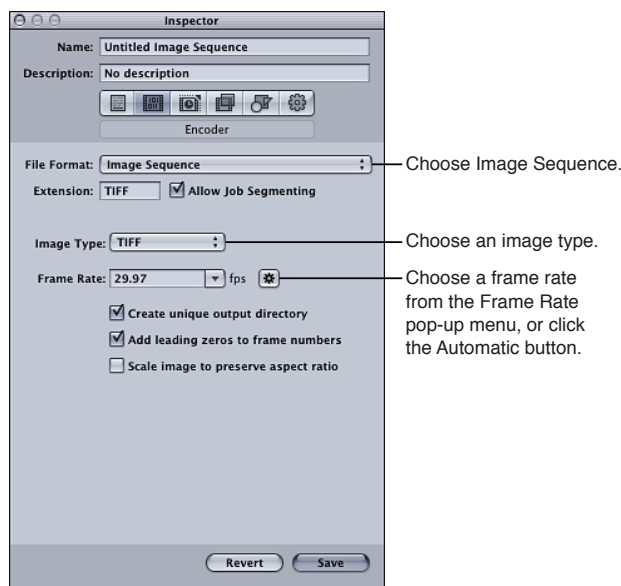 Inspector
Name: Untitled Image Sequence
Description: No description
Encoder
File Format: Image Sequence
Choose Image Sequence.
Extension: TIFF Allow Job Segmenting
Image Type: TIFF
Choose an image type.
Frame Rate: 29.97 fps
Choose a frame rate
from the Frame Rate
pop-up menu, or click
the Automatic button.
Create unique output directory
Add leading zeros to frame numbers
Scale image to preserve aspect ratio
Revert Save